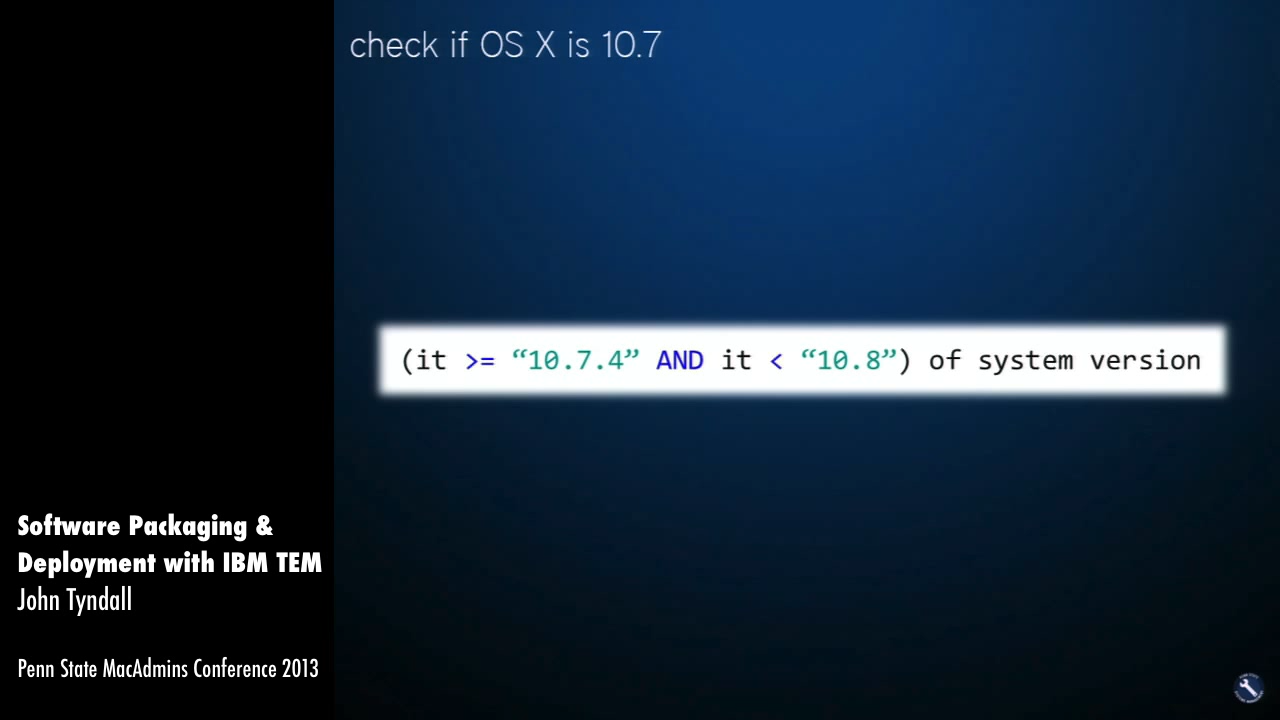 check if OS X is 10.7
(it >= “10.7.4” AND it < “10.8”) of system version
Software Packaging &
Deployment with IBM TEM
John Tyndall
Penn State MacAdmins Conference 2013